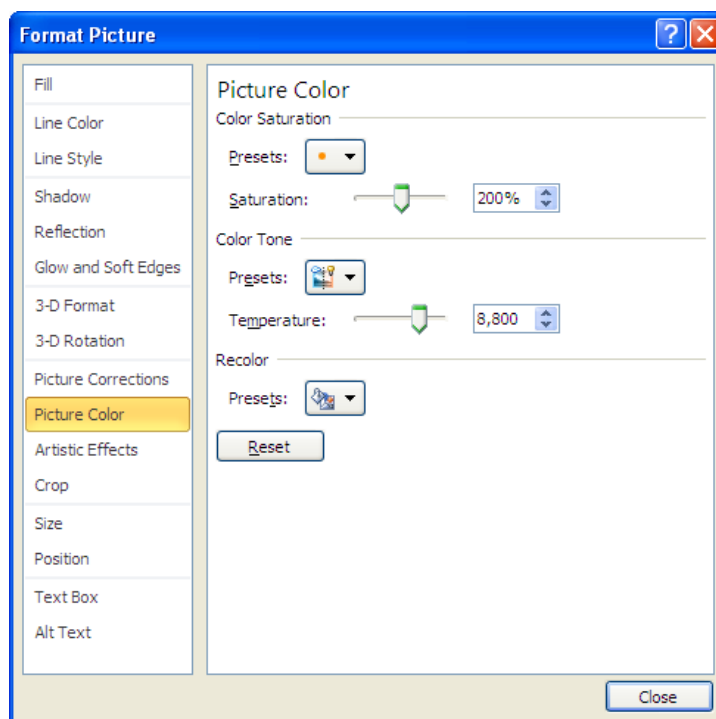 Format Picture
Fill
Line Color
Line Style
Shadow
Reflection
Glow and Soft Edges
3-D Format
3-D Rotation
Picture Corrections
Picture Color
Artistic Effects
Crop
Size
Position
Text Box
Alt Text
Picture Color
Color Saturation
Presets:
Saturation: 200%
Color Tone
Presets:
Temperature: 8,800
Recolor
Presets:
Reset
Close